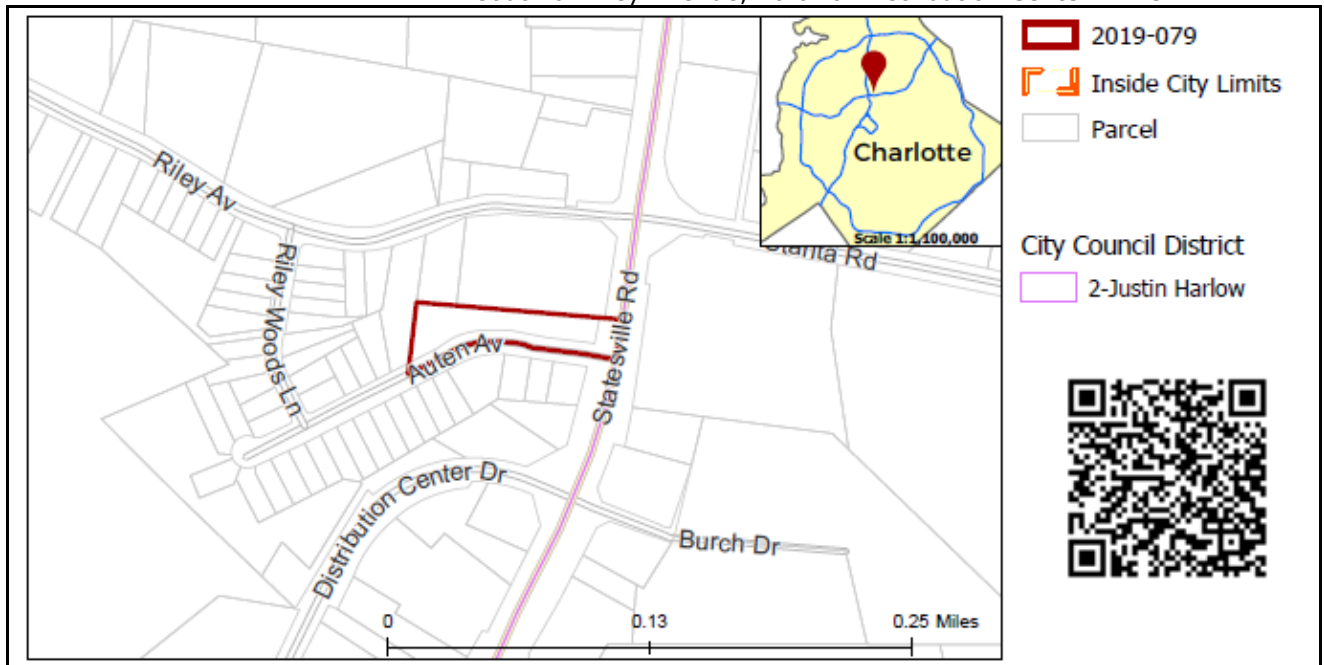 2019-079
Inside City Limits
Parcel
City Council District
2-Justin Harlow
Charlotte
Scale 1:1,100,000
Riley Av
Riley Woods Ln
Auten Av
Statesville Rd
Distribution Center Dr
Burch Dr
Rd
0
0.13
0.25 Miles